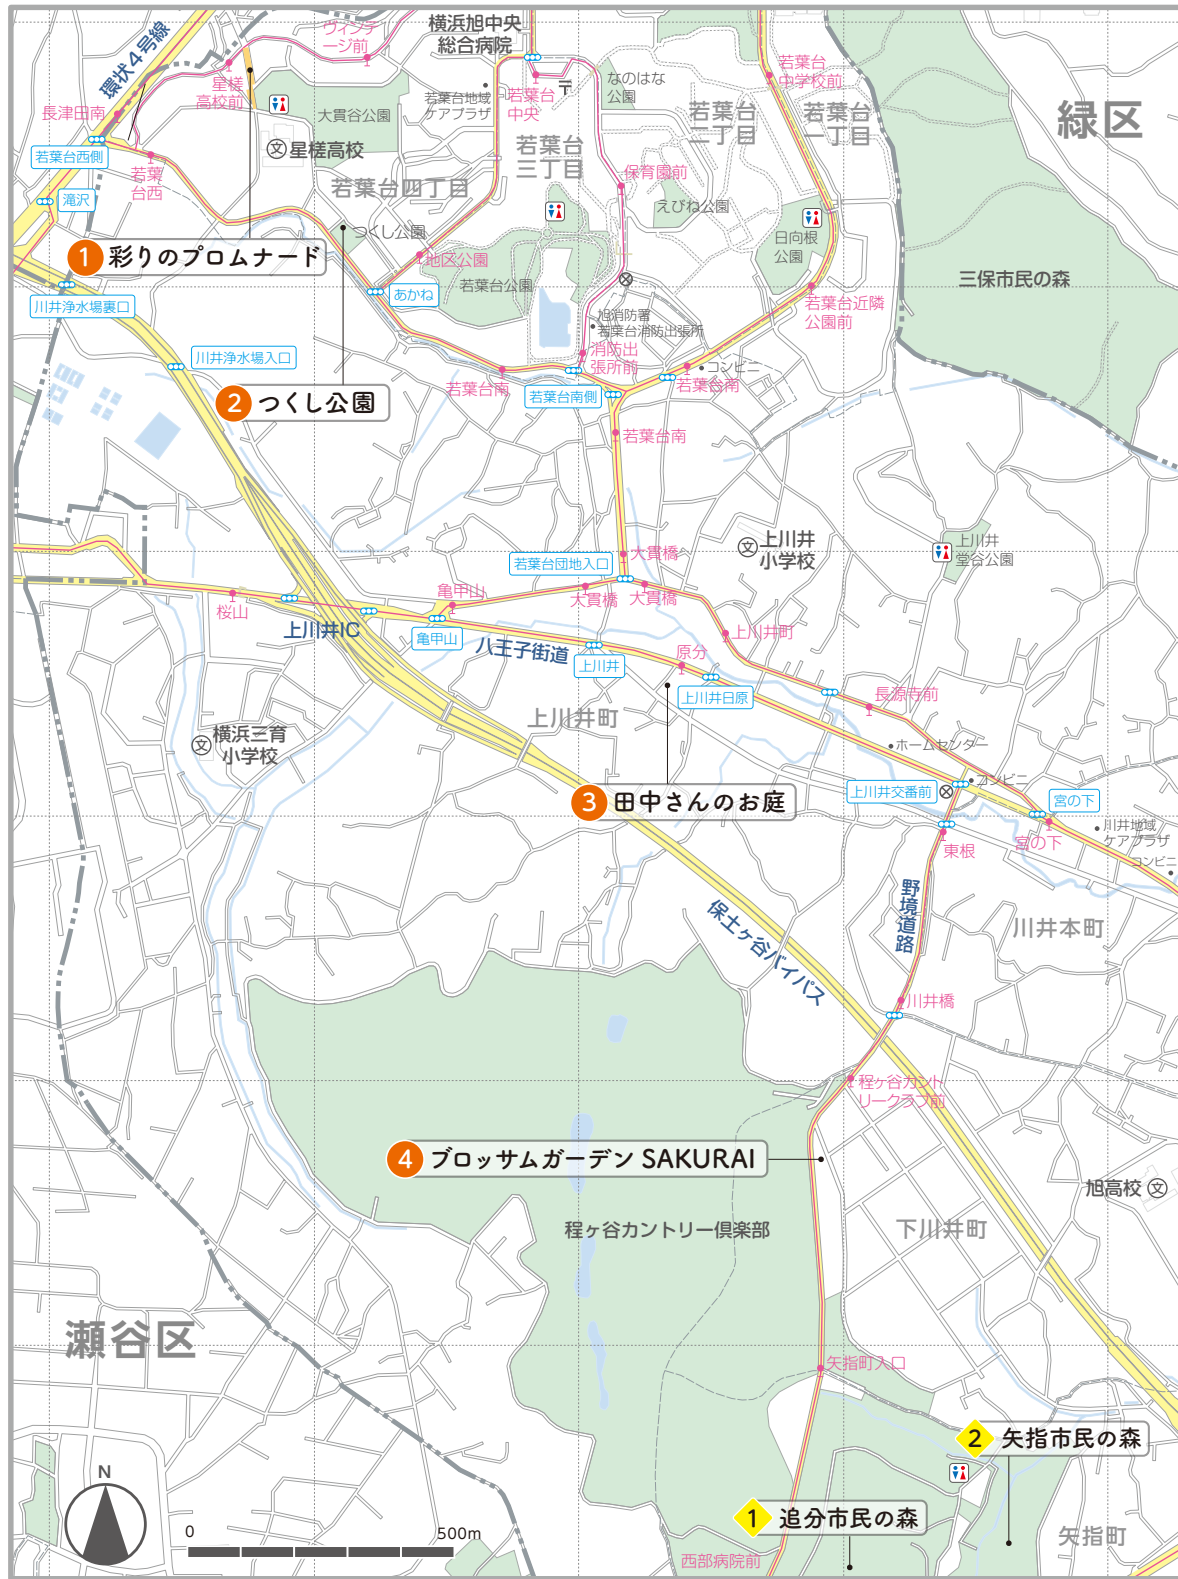 横浜旭中央
総合病院
ヴィンテ
ージ前
環状4号線
星槎
高校前
長津田南
若葉台西側
若葉
台西
滝沢
大貫谷公園
星槎高校
文
若葉台地域
ケアプラザ
若葉台
中央
〒
なのはな
公園
若葉台
中学校前
若葉台
二丁目
若葉台
一丁目
緑区
若葉台
三丁目
若葉台四丁目
保育園前
えびね公園
日向根
公園
つくし公園
地区公園
若葉台公園
1 彩りのプロムナード
川井浄水場裏口
あかね
三保市民の森
若葉台近隣
公園前
旭消防署
若葉台消防出張所
消防出
張所前
川井浄水場入口
コンビニ
若葉台南
若葉台南
若葉台南側
2 つくし公園
若葉台南
若葉台団地入口
大貫橋
文
上川井
小学校
上川井
堂谷公園
桜山
亀甲山
大貫橋
大貫橋
上川井IC
亀甲山
八王子街道
上川井
原分
上川井町
上川井日原
長源寺前
文
横浜三育
小学校
上川井町
ホームセンター
コンビニ
3 田中さんのお庭
上川井交番前
宮の下
東根
宮の下
川井地域
ケアプラザ
コンビニ
野境道路
川井本町
保土ヶ谷バイパス
川井橋
程ヶ谷カント
リークラブ前
4 ブロッサムガーデン SAKURAI
旭高校
文
程ヶ谷カントリー倶楽部
下川井町
瀬谷区
矢指町入口
2 矢指市民の森
1 追分市民の森
矢指町
西部病院前
N
0
500m